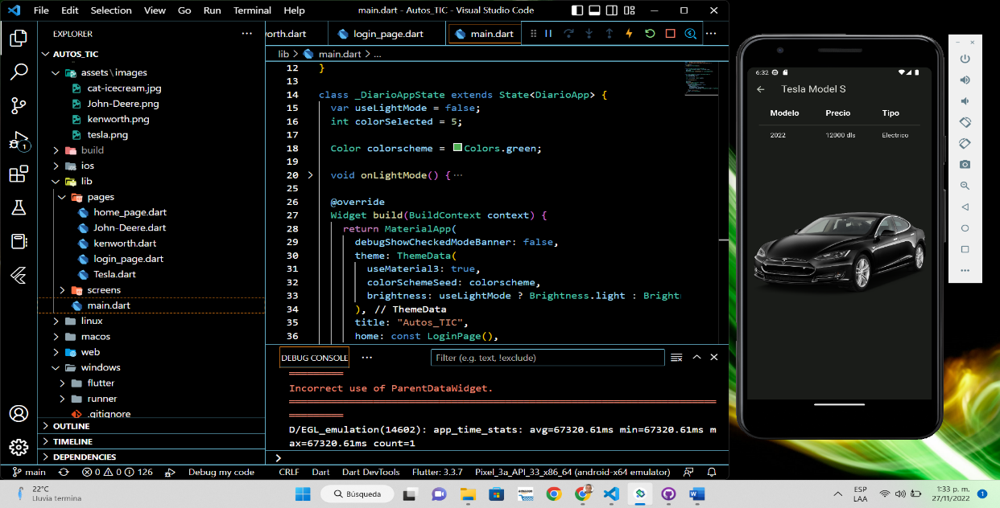 File Edit Selection View Go Run Terminal Help main.dart - Autos_TIC - Visual Studio Code
EXPLORER
AUTOS_TIC
assets\images
cat-icecream.jpg
John-Deere.png
kenworth.png
tesla.png
build
ios
lib
pages
home_page.dart
John-Deere.dart
kenworth.dart
login_page.dart
Tesla.dart
screens
main.dart
linux
macos
web
windows
flutter
runner
.gitignore
OUTLINE
TIMELINE
DEPENDENCIES
1
orth.dart login_page.dart main.dart
lib > main.dart > ...
12 }
13
14 class _DiarioAppState extends State<DiarioApp> {
15 var useLightMode = false;
16 int colorSelected = 5;
17
18 Color colorscheme = Colors.green;
19
20 void onLightMode() {···
25
26 @override
27 Widget build(BuildContext context) {
28 return MaterialApp(
29 debugShowCheckedModeBanner: false,
30 theme: ThemeData(
31 useMaterial3: true,
32 colorSchemeSeed: colorscheme,
33 brightness: useLightMode ? Brightness.light : Bright
34 ), // ThemeData
35 title: "Autos_TIC",
36 home: const LoginPage(),
DEBUG CONSOLE ··· Filter (e.g. text, !exclude)
════════
Incorrect use of ParentDataWidget.
════════════════════════════════════════
════════
D/EGL_emulation(14602): app_time_stats: avg=67320.61ms min=67320.61ms m
ax=67320.61ms count=1
>
main 0 0 126 Debug my code CRLF Dart Dart DevTools Flutter: 3.3.7 Pixel_3a_API_33_x86_64 (android-x64 emulator)
6:32
Tesla Model S
Modelo Precio Tipo
2022 12000 dls Electrico
22°C
Lluvia termina
Búsqueda
ESP
LAA
1:33 p. m.
27/11/2022
1